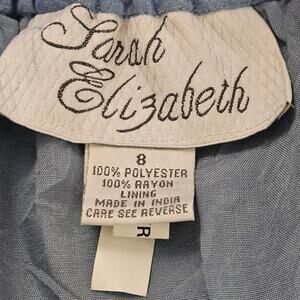 Sarah
Elizabeth
8
100% POLYESTER
100% RAYON
LINING
MADE IN INDIA
CARE SEE REVERSE
R